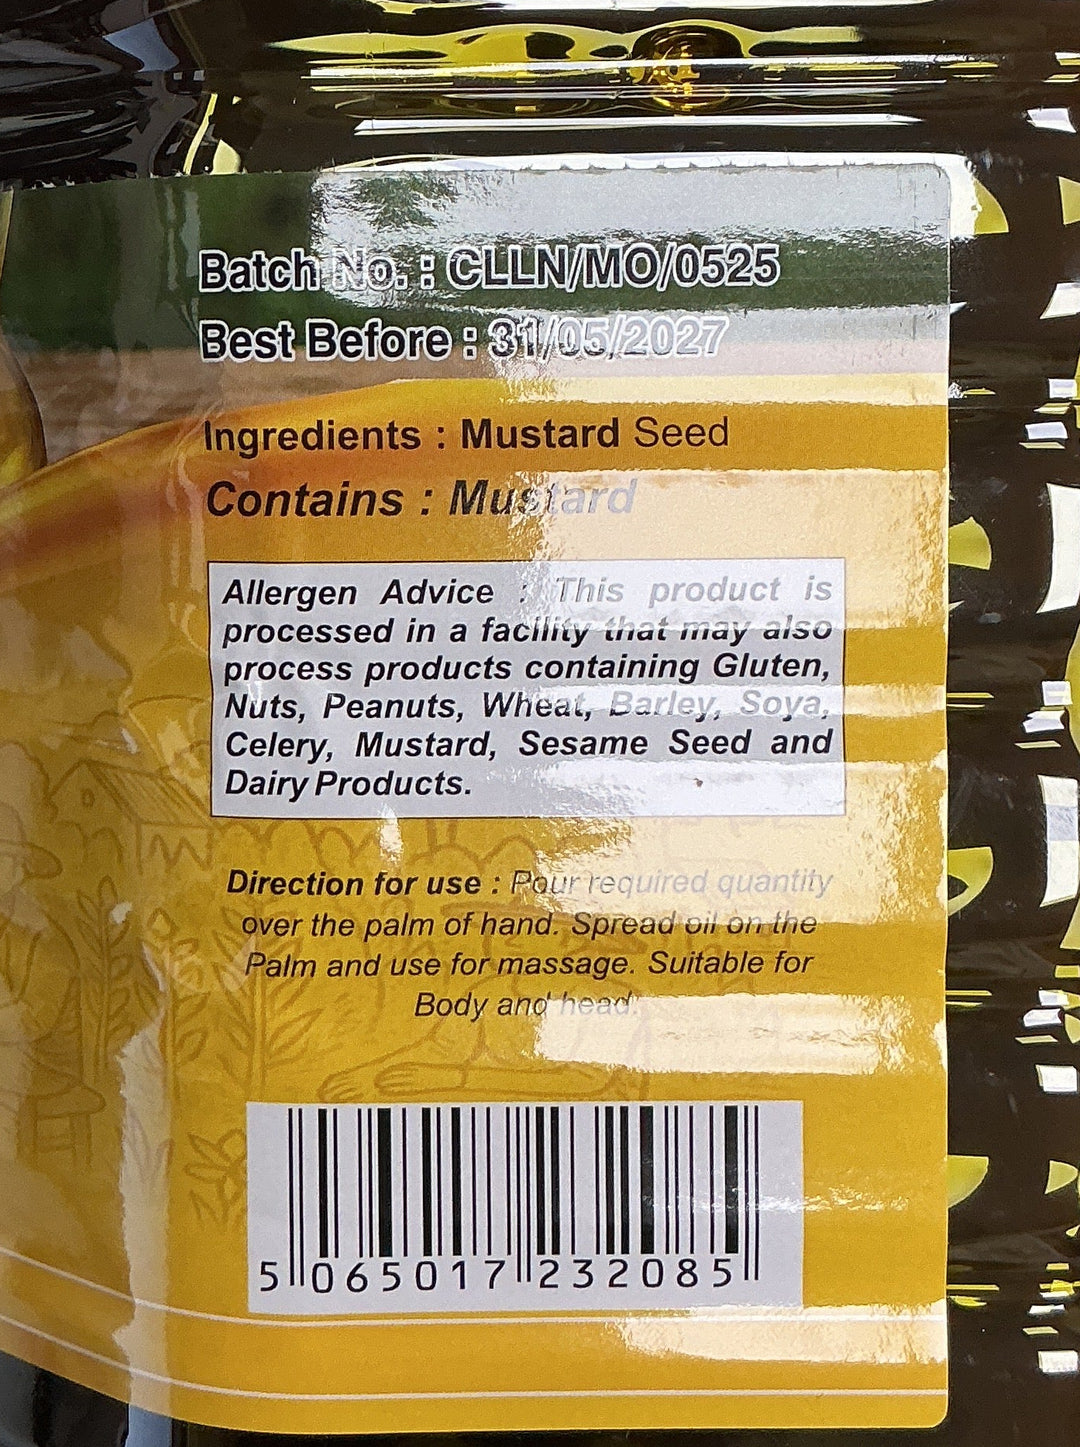 Batch No. : CLLN/MO/0525
Best Before : 31/05/2027
Ingredients : Mustard Seed
Contains : Mustard
Allergen Advice : This product is
processed in a facility that may also
process products containing Gluten,
Nuts, Peanuts, Wheat, Barley, Soya,
Celery, Mustard, Sesame Seed and
Dairy Products.
Direction for use : Pour required quantity
over the palm of hand. Spread oil on the
Palm and use for massage. Suitable for
Body and head.
5 065017 232085